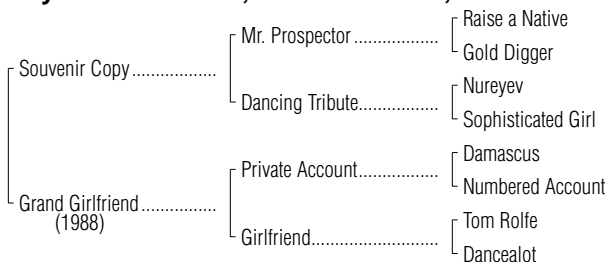 Raise a Native
Mr. Prospector ..................
Gold Digger
Souvenir Copy ..................
Nureyev
Dancing Tribute.................
Sophisticated Girl
Damascus
Private Account.................
Numbered Account
Grand Girlfriend ................
(1988)
Tom Rolfe
Girlfriend...........................
Dancealot